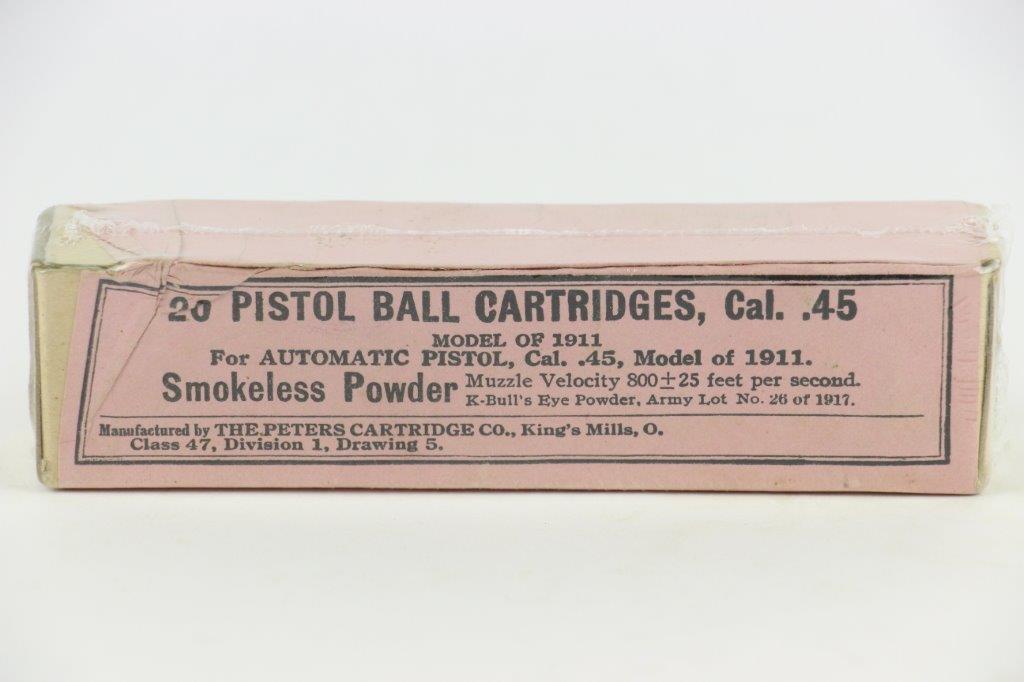 20 PISTOL BALL CARTRIDGES, Cal. .45
MODEL OF 1911
For AUTOMATIC PISTOL, Cal. .45, Model of 1911.
Smokeless Powder Muzzle Velocity 800±25 feet per second.
K-Bull's Eye Powder, Army Lot No. 26 of 1917.
Manufactured by THE PETERS CARTRIDGE CO., King's Mills, O.
Class 47, Division 1, Drawing 5.